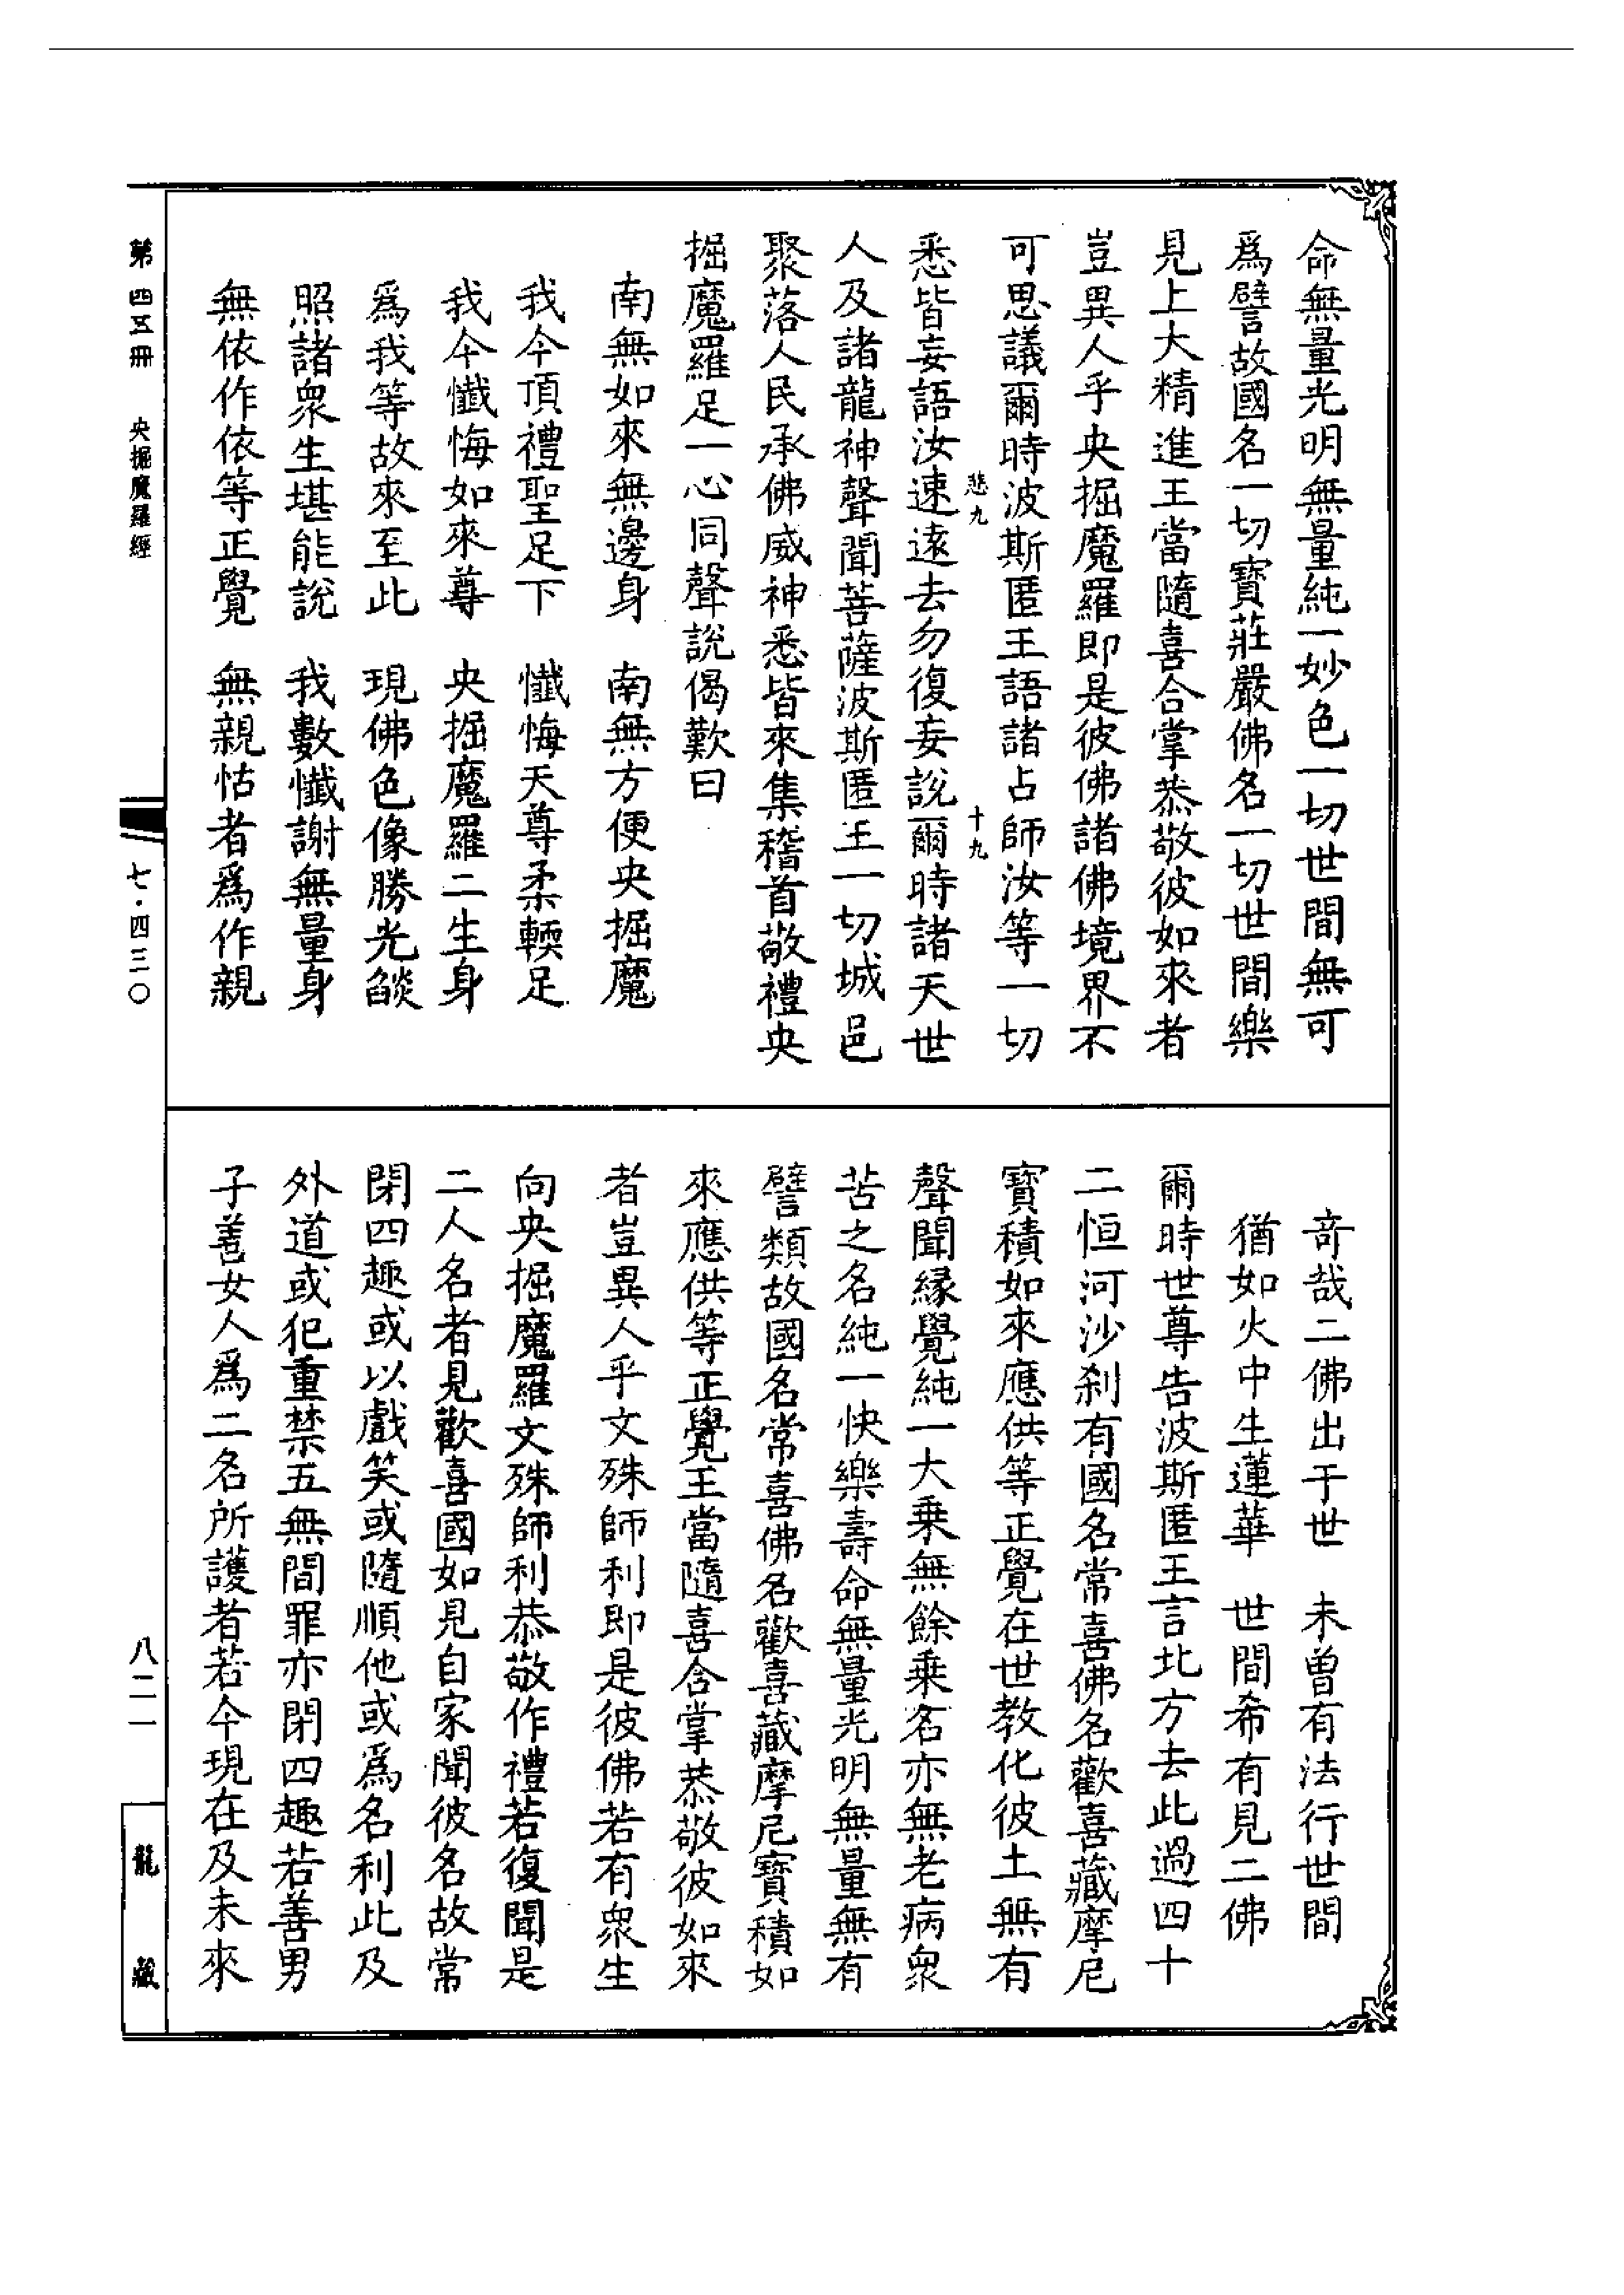 命無量光明無量純一妙色一切世間無可
爲譬故國名一切寶莊嚴佛名一切世間樂
見上大精進王當隨喜合掌恭敬彼如來者
豈異人乎央掘魔羅即是彼佛諸佛境界不
可思議爾時波斯匿王語諸占師汝等一切
悲九 十九
悉皆妄語汝速遠去勿復妄說爾時諸天世
人及諸龍神聲聞菩薩波斯匿王一切城邑
聚落人民承佛威神悉皆來集稽首敬禮央
掘魔羅足一心同聲說偈歎曰
南無如來無邊身 南無方便央掘魔
我今頂禮聖足下 懺悔天尊柔輭足
我今懺悔如來尊 央掘魔羅二生身
爲我等故來至此 現佛色像勝光燄
照諸衆生堪能說 我數懺謝無量身
無依作依等正覺 無親怙者爲作親
奇哉二佛出于世 未曾有法行世間
猶如火中生蓮華 世間希有見二佛
爾時世尊告波斯匿王言北方去此過四十
二恒河沙刹有國名常喜佛名歡喜藏摩尼
寶積如來應供等正覺在世教化彼土無有
聲聞緣覺純一大乘無餘乘名亦無老病衆
苦之名純一快樂壽命無量光明無量無有
譬類故國名常喜佛名歡喜藏摩尼寶積如
來應供等正覺王當隨喜合掌恭敬彼如來
者豈異人乎文殊師利即是彼佛若有衆生
向央掘魔羅文殊師利恭敬作禮若復聞是
二人名者見歡喜國如見自家聞彼名故常
閉四趣或以戲笑或隨順他或爲名利此及
外道或犯重禁五無間罪亦閉四趣若善男
子善女人爲二名所護者若今現在及未來
第四五冊 央掘魔羅經 七·四三〇
八二一
龍藏